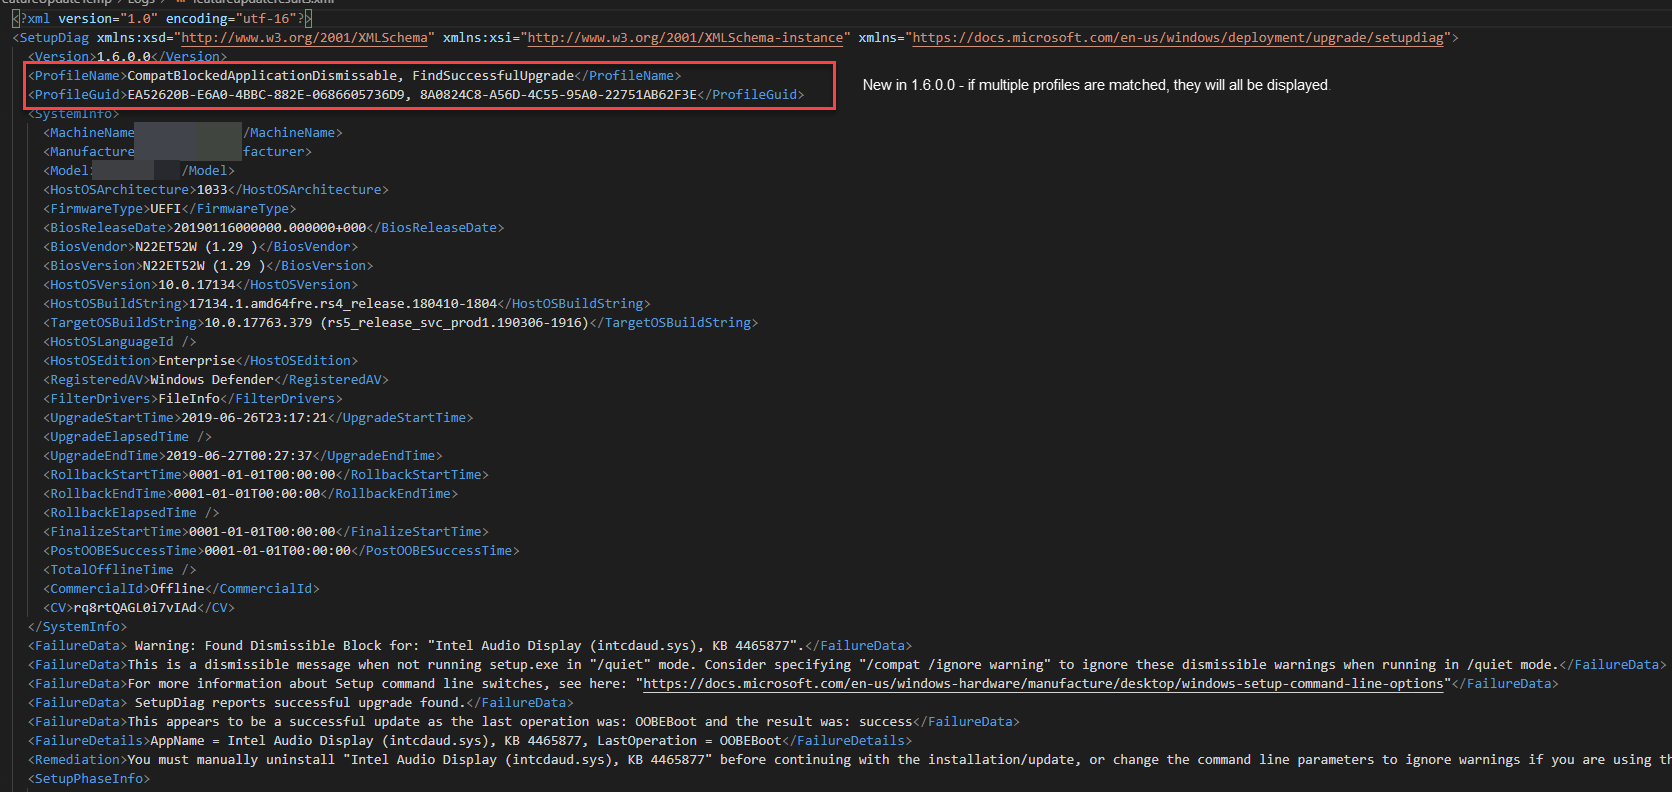 <?xml version="1.0" encoding="utf-16"?>
<SetupDiag xmlns:xsd="http://www.w3.org/2001/XMLSchema" xmlns:xsi="http://www.w3.org/2001/XMLSchema-instance" xmlns="https://docs.microsoft.com/en-us/windows/deployment/upgrade/setupdiag">
<Version>1.6.0.0</Version>
<ProfileName>CompatBlockedApplicationDismissable, FindSuccessfulUpgrade</ProfileName>
New in 1.6.0.0 - if multiple profiles are matched, they will all be displayed.
<ProfileGuid>EA52620B-E6A0-4BBC-882E-0686605736D9, 8A0824C8-A56D-4C55-95A0-22751AB62F3E</ProfileGuid>
<SystemInfo>
<MachineName /MachineName>
<Manufacture facturer>
<Model> /Model>
<HostOSArchitecture>1033</HostOSArchitecture>
<FirmwareType>UEFI</FirmwareType>
<BiosReleaseDate>20190116000000.000000+000</BiosReleaseDate>
<BiosVendor>N22ET52W (1.29 )</BiosVendor>
<BiosVersion>N22ET52W (1.29 )</BiosVersion>
<HostOSVersion>10.0.17134</HostOSVersion>
<HostOSBuildString>17134.1.amd64fre.rs4_release.180410-1804</HostOSBuildString>
<TargetOSBuildString>10.0.17763.379 (rs5_release_svc_prod1.190306-1916)</TargetOSBuildString>
<HostOSLanguageId />
<HostOSEdition>Enterprise</HostOSEdition>
<RegisteredAV>Windows Defender</RegisteredAV>
<FilterDrivers>FileInfo</FilterDrivers>
<UpgradeStartTime>2019-06-26T23:17:21</UpgradeStartTime>
<UpgradeElapsedTime />
<UpgradeEndTime>2019-06-27T00:27:37</UpgradeEndTime>
<RollbackStartTime>0001-01-01T00:00:00</RollbackStartTime>
<RollbackEndTime>0001-01-01T00:00:00</RollbackEndTime>
<RollbackElapsedTime />
<FinalizeStartTime>0001-01-01T00:00:00</FinalizeStartTime>
<PostOOBESuccessTime>0001-01-01T00:00:00</PostOOBESuccessTime>
<TotalOfflineTime />
<CommercialId>Offline</CommercialId>
<CV>rq8rtQAGL0i7vIAd</CV>
</SystemInfo>
<FailureData> Warning: Found Dismissible Block for: "Intel Audio Display (intcdaud.sys), KB 4465877".</FailureData>
<FailureData>This is a dismissible message when not running setup.exe in "/quiet" mode. Consider specifying "/compat /ignore warning" to ignore these dismissible warnings when running in /quiet mode.</FailureData>
<FailureData>For more information about Setup command line switches, see here: "https://docs.microsoft.com/en-us/windows-hardware/manufacture/desktop/windows-setup-command-line-options"</FailureData>
<FailureData> SetupDiag reports successful upgrade found.</FailureData>
<FailureData>This appears to be a successful update as the last operation was: OOBEBoot and the result was: success</FailureData>
<FailureDetails>AppName = Intel Audio Display (intcdaud.sys), KB 4465877, LastOperation = OOBEBoot</FailureDetails>
<Remediation>You must manually uninstall "Intel Audio Display (intcdaud.sys), KB 4465877" before continuing with the installation/update, or change the command line parameters to ignore warnings if you are using th
<SetupPhaseInfo>